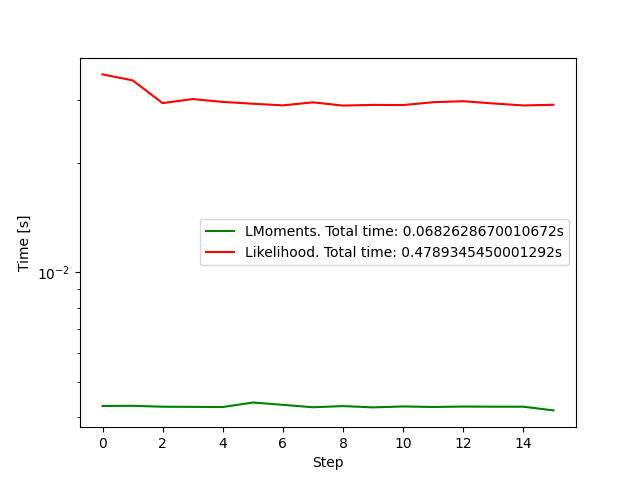 Time [s]
10⁻²
LMoments. Total time: 0.0682628670010672s
Likelihood. Total time: 0.4789345450001292s
0 2 4 6 8 10 12 14
Step